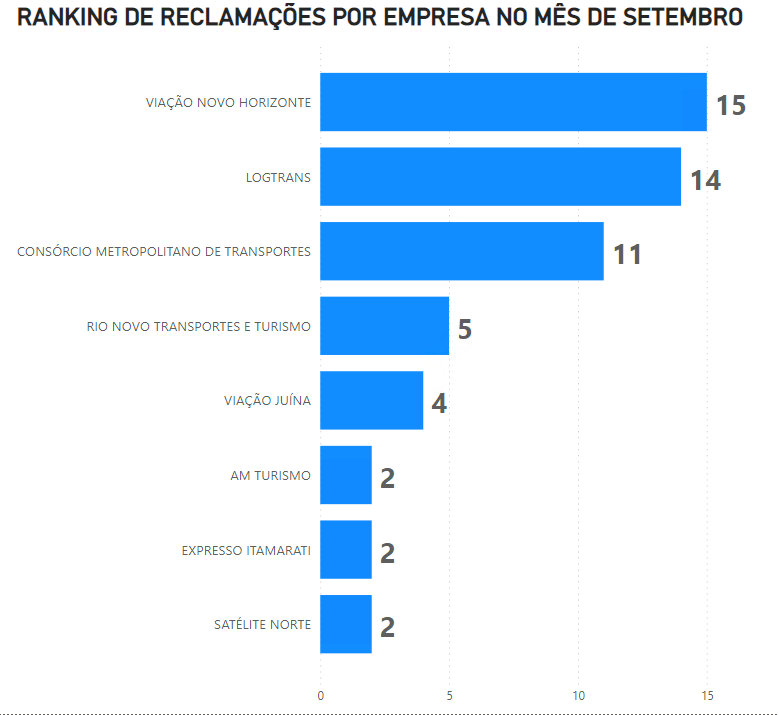 RANKING DE RECLAMAÇÕES POR EMPRESA NO MÊS DE SETEMBRO
VIAÇÃO NOVO HORIZONTE 15
LOGTRANS 14
CONSÓRCIO METROPOLITANO DE TRANSPORTES 11
RIO NOVO TRANSPORTES E TURISMO 5
VIAÇÃO JUÍNA 4
AM TURISMO 2
EXPRESSO ITAMARATI 2
SATÉLITE NORTE 2
0 5 10 15